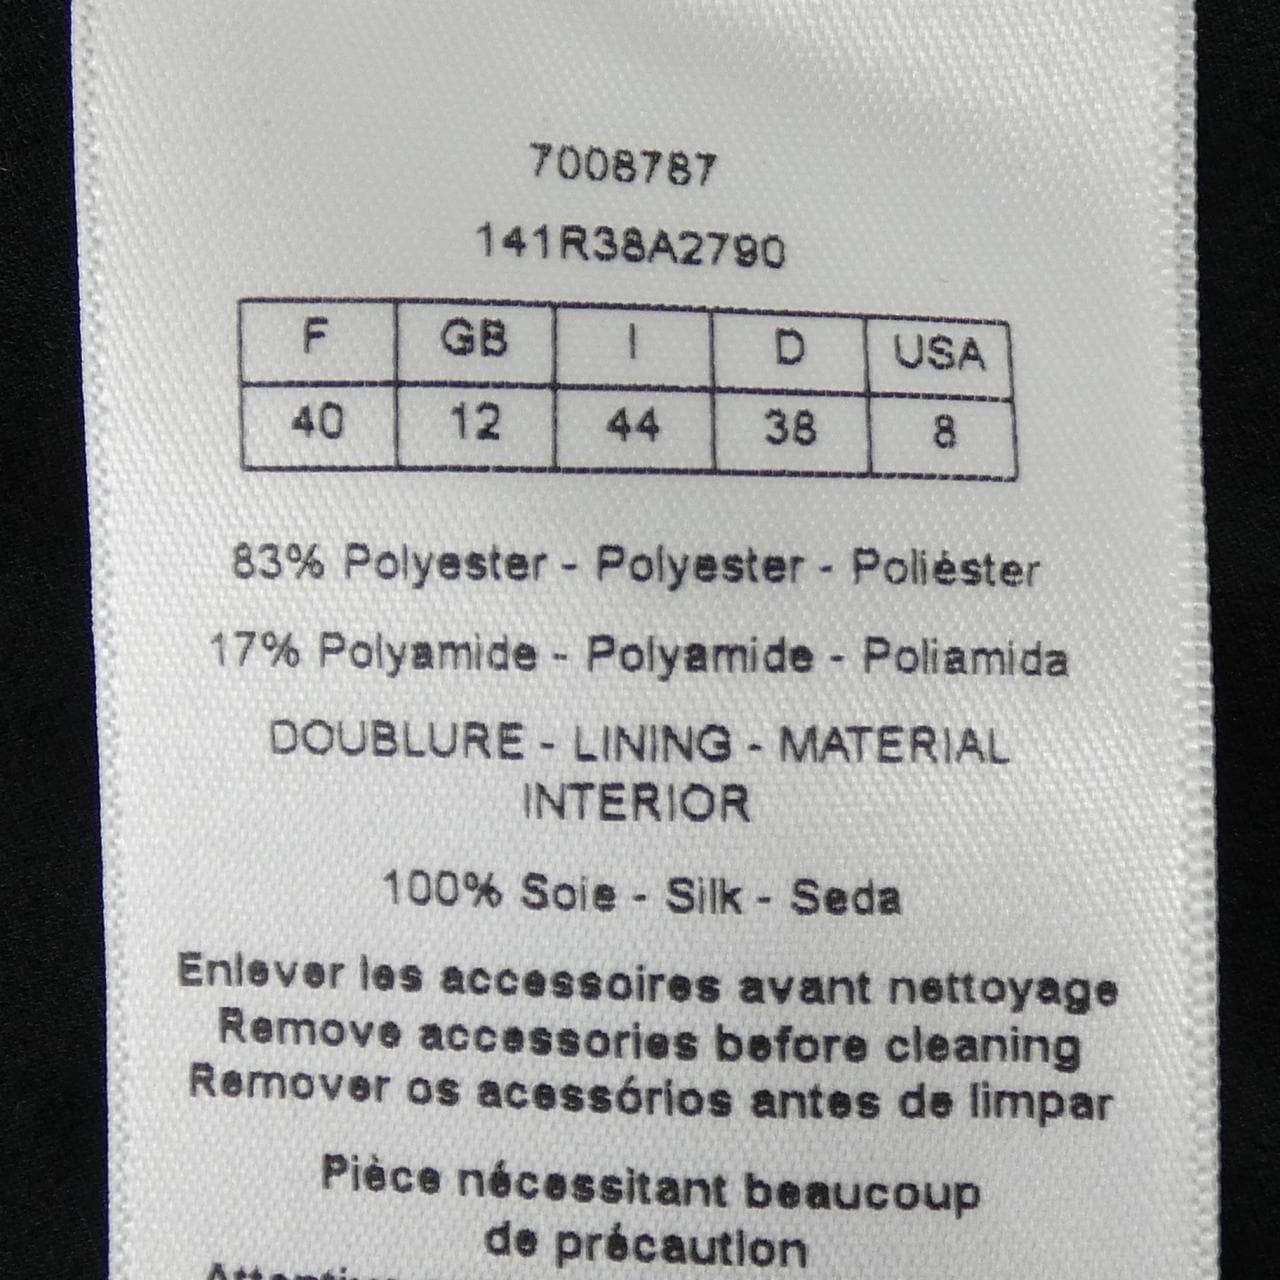 7008787
141R38A2790
F GB I D USA
40 12 44 38 8
83% Polyester - Polyester - Poliéster
17% Polyamide - Polyamide - Poliamida
DOUBLURE - LINING - MATERIAL
INTERIOR
100% Soie - Silk - Seda
Enlever les accessoires avant nettoyage
Remove accessories before cleaning
Remover os acessórios antes de limpar
Pièce nécessitant beaucoup
de précaution